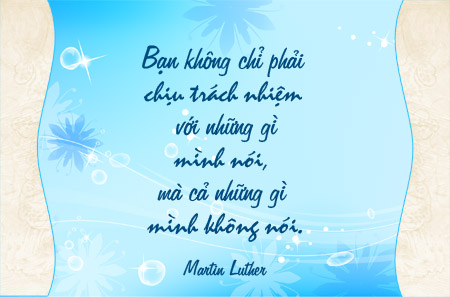 Bạn không chỉ phải
chịu trách nhiệm
với những gì
mình nói,
mà cả những gì
mình không nói.
Martin Luther